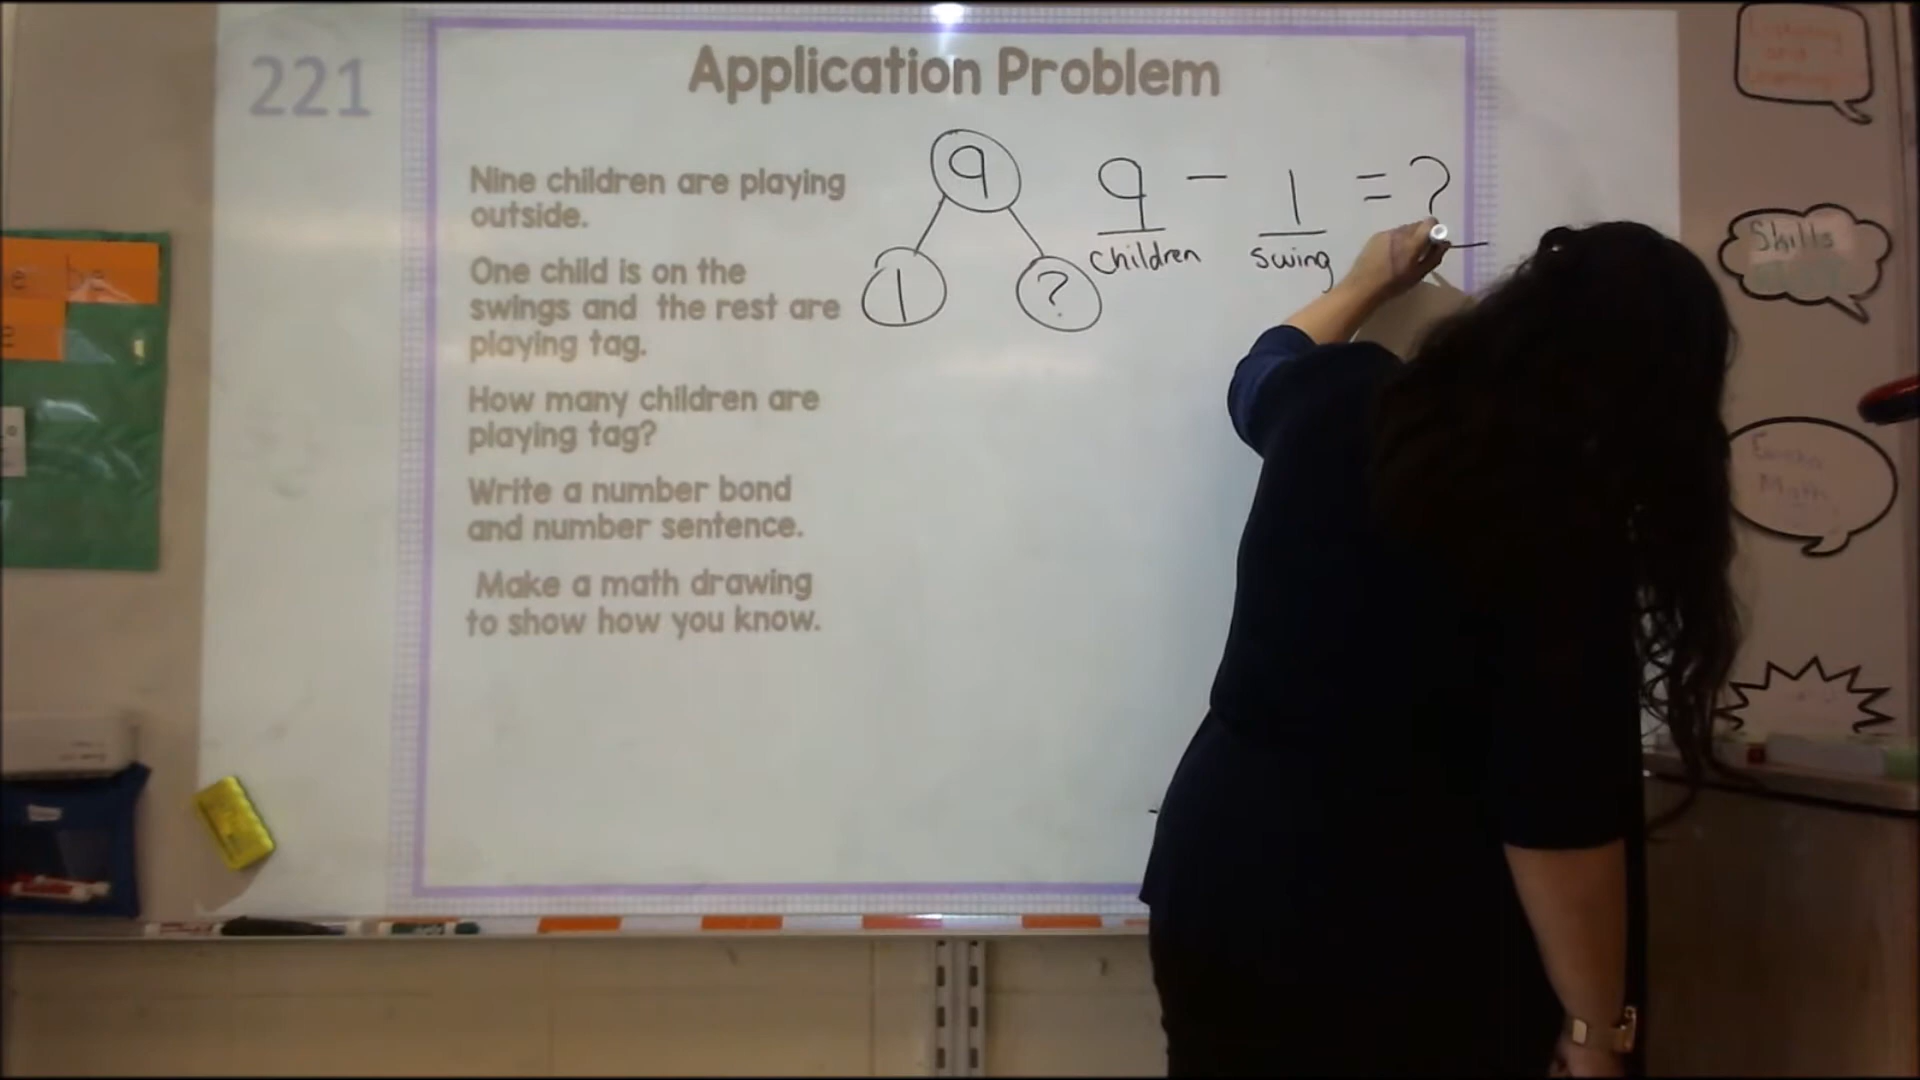 221
Application Problem
Nine children are playing
outside.
One child is on the
swings and the rest are
playing tag.
How many children are
playing tag?
Write a number bond
and number sentence.
Make a math drawing
to show how you know.
9
1 ?
9 - 1 = ?
children swing
Skills
Eureka
Math